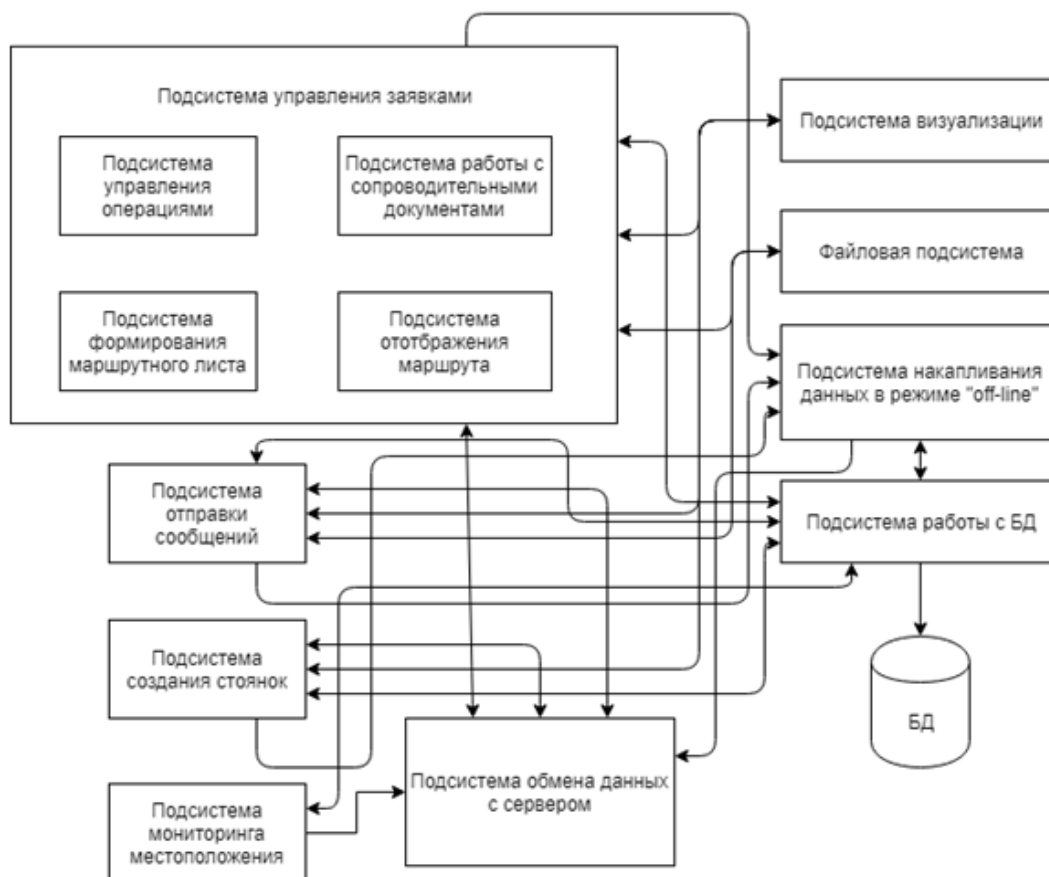 Подсистема управления заявками
Подсистема
управления
операциями
Подсистема работы с
сопроводительными
документами
Подсистема
формирования
маршрутного листа
Подсистема
ототбражения
маршрута
Подсистема визуализации
Файловая подсистема
Подсистема накапливания
данных в режиме "off-line"
Подсистема работы с БД
БД
Подсистема
отправки
сообщений
Подсистема
создания стоянок
Подсистема
мониторинга
местоположения
Подсистема обмена данных
с сервером